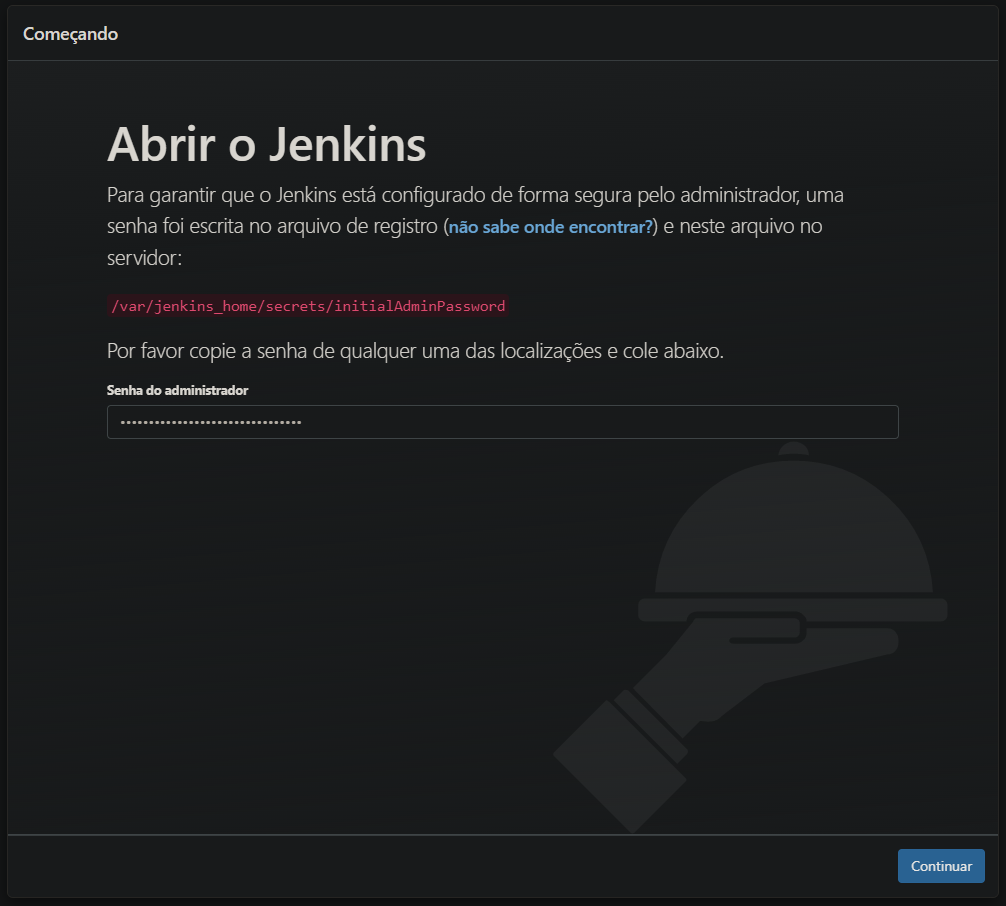 Começando
Abrir o Jenkins
Para garantir que o Jenkins está configurado de forma segura pelo administrador, uma
senha foi escrita no arquivo de registro (não sabe onde encontrar?) e neste arquivo no
servidor:
/var/jenkins_home/secrets/initialAdminPassword
Por favor copie a senha de qualquer uma das localizações e cole abaixo.
Senha do administrador
Continuar